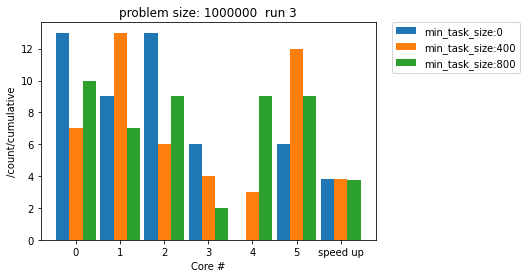 problem size: 1000000  run 3
min_task_size:0
min_task_size:400
min_task_size:800
/count/cumulative
12
10
8
6
4
2
0
0 1 2 3 4 5 speed up
Core #